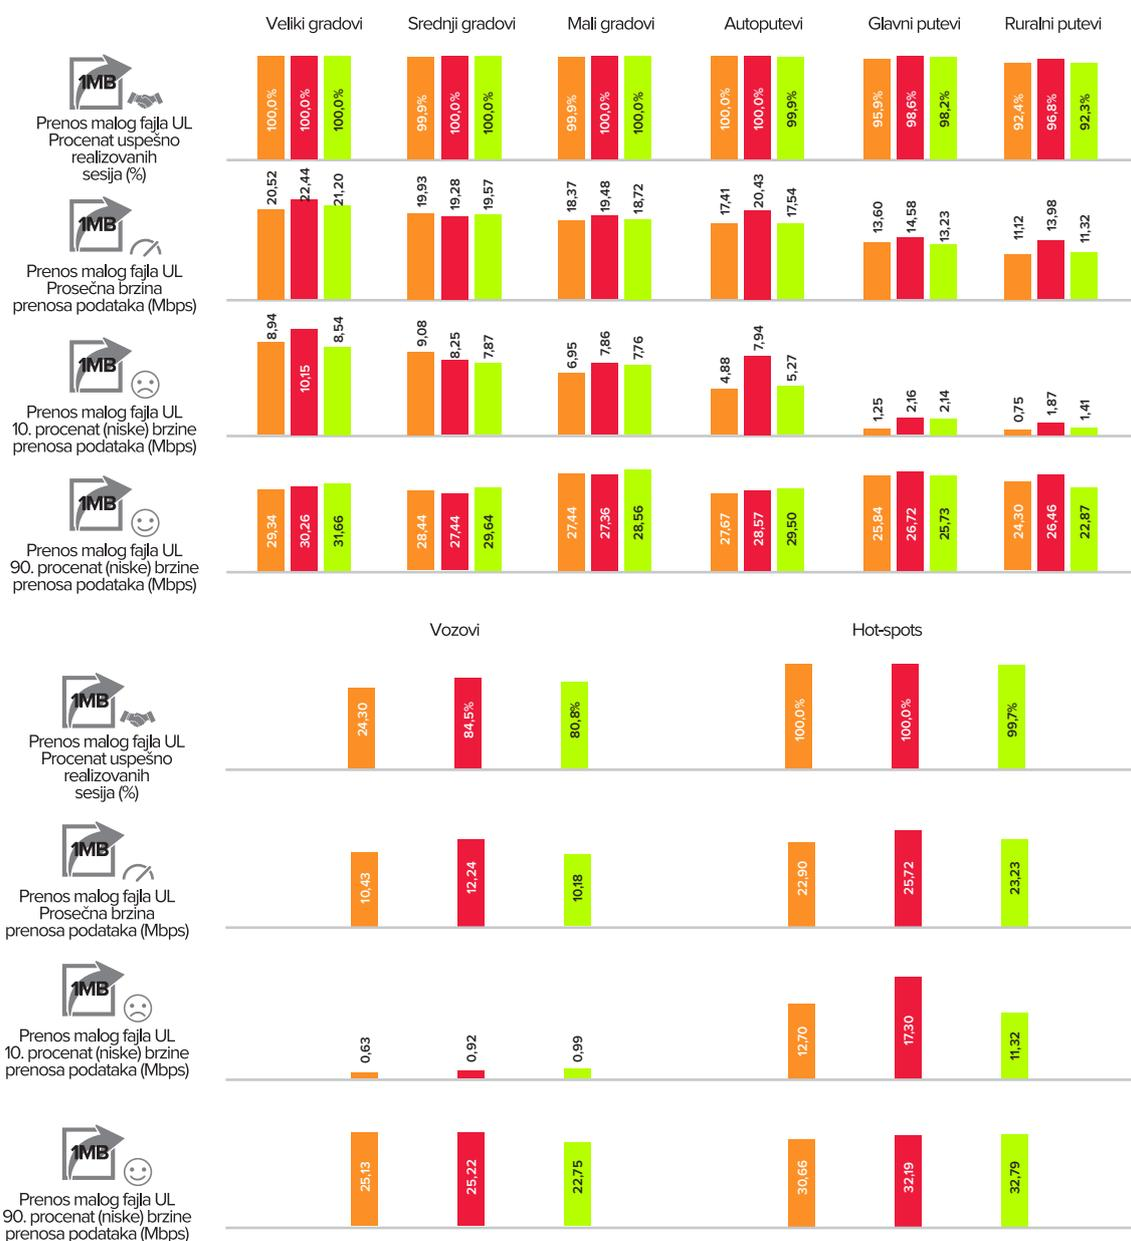 Veliki gradovi Srednji gradovi Mali gradovi Autoputevi Glavni putevi Ruralni putevi
1MB
Prenos malog fajla UL
Procenat uspešno
realizovanih
sesija (%)
100,0% 100,0% 100,0% 99,9% 100,0% 100,0% 99,9% 100,0% 100,0% 100,0% 100,0% 99,9% 95,9% 98,6% 98,2% 92,4% 96,8% 92,3%
1MB
Prenos malog fajla UL
Prosečna brzina
prenosa podataka (Mbps)
20,52 22,44 21,20 19,93 19,28 19,57 18,37 19,48 18,72 17,41 20,43 17,54 13,60 14,58 13,23 11,12 13,98 11,32
1MB
Prenos malog fajla UL
10. procenat (niske) brzine
prenosa podataka (Mbps)
8,94 10,15 8,54 9,08 8,25 7,87 6,95 7,86 7,76 4,88 7,94 5,27 1,25 2,16 2,14 0,75 1,87 1,41
1MB
Prenos malog fajla UL
90. procenat (niske) brzine
prenosa podataka (Mbps)
29,34 30,26 31,66 28,44 27,44 29,64 27,44 27,36 28,56 27,67 28,57 29,50 25,84 26,72 25,73 24,30 26,46 22,87
Vozovi Hot-spots
1MB
Prenos malog fajla UL
Procenat uspešno
realizovanih
sesija (%)
24,30 84,5% 80,8% 100,0% 100,0% 99,7%
1MB
Prenos malog fajla UL
Prosečna brzina
prenosa podataka (Mbps)
10,43 12,24 10,18 22,90 25,72 23,23
1MB
Prenos malog fajla UL
10. procenat (niske) brzine
prenosa podataka (Mbps)
0,63 0,92 0,99 12,70 17,30 11,32
1MB
Prenos malog fajla UL
90. procenat (niske) brzine
prenosa podataka (Mbps)
25,13 25,22 22,75 30,66 32,19 32,79